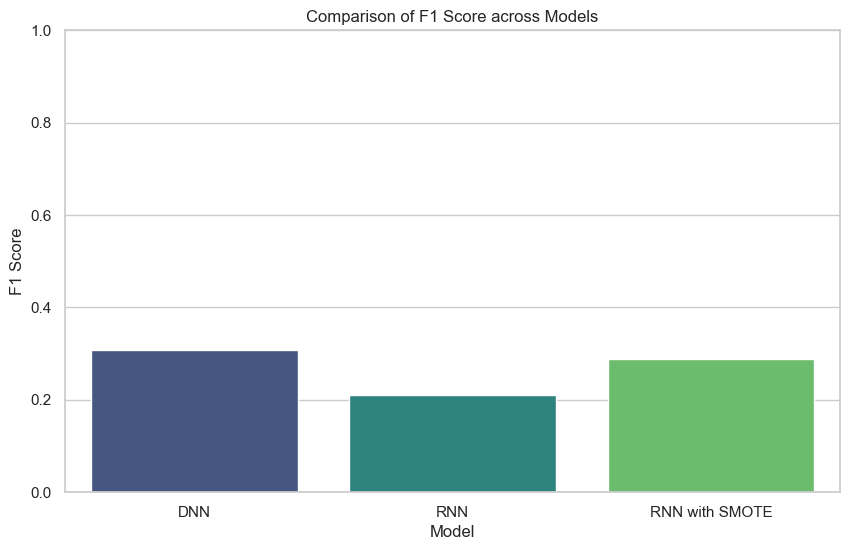 Comparison of F1 Score across Models
1.0
0.8
0.6
0.4
0.2
0.0
F1 Score
DNN
RNN
RNN with SMOTE
Model